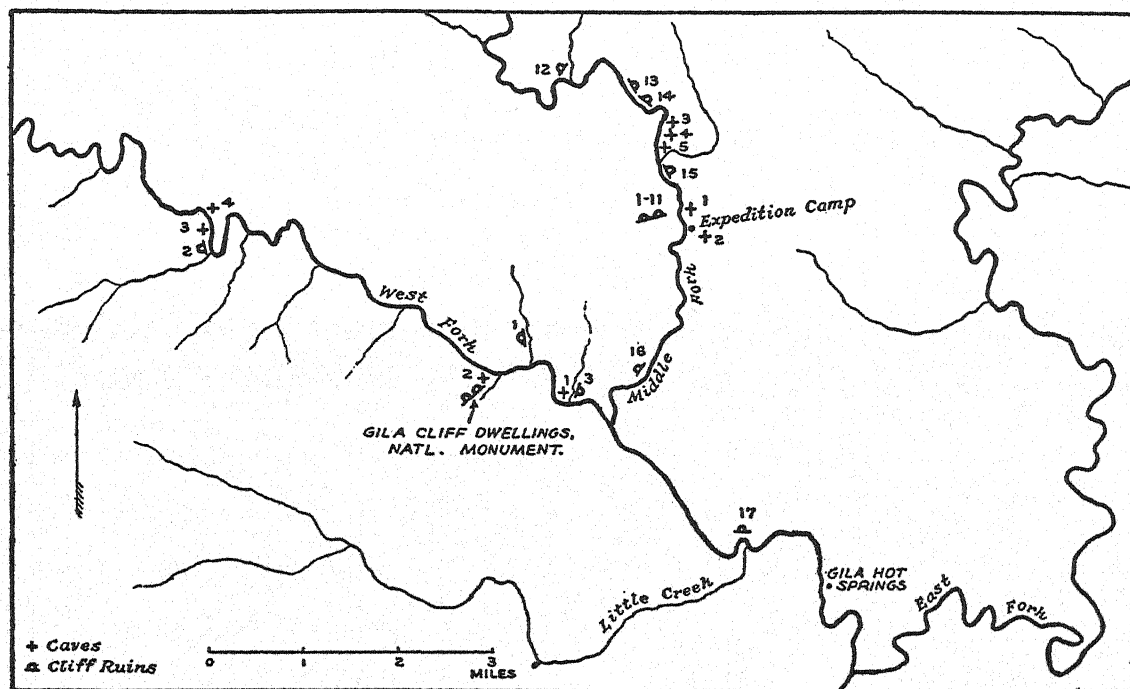 12
13
14
3
4
5
15
1-11
1
Expedition Camp
2
4
3
2
West
Fork
Fork
Middle
16
1
2
1
3
GILA CLIFF DWELLINGS,
NATL. MONUMENT.
17
GILA HOT
SPRINGS
Little Creek
East
Fork
+ Caves
Cliff Ruins
0
1
2
3
MILES